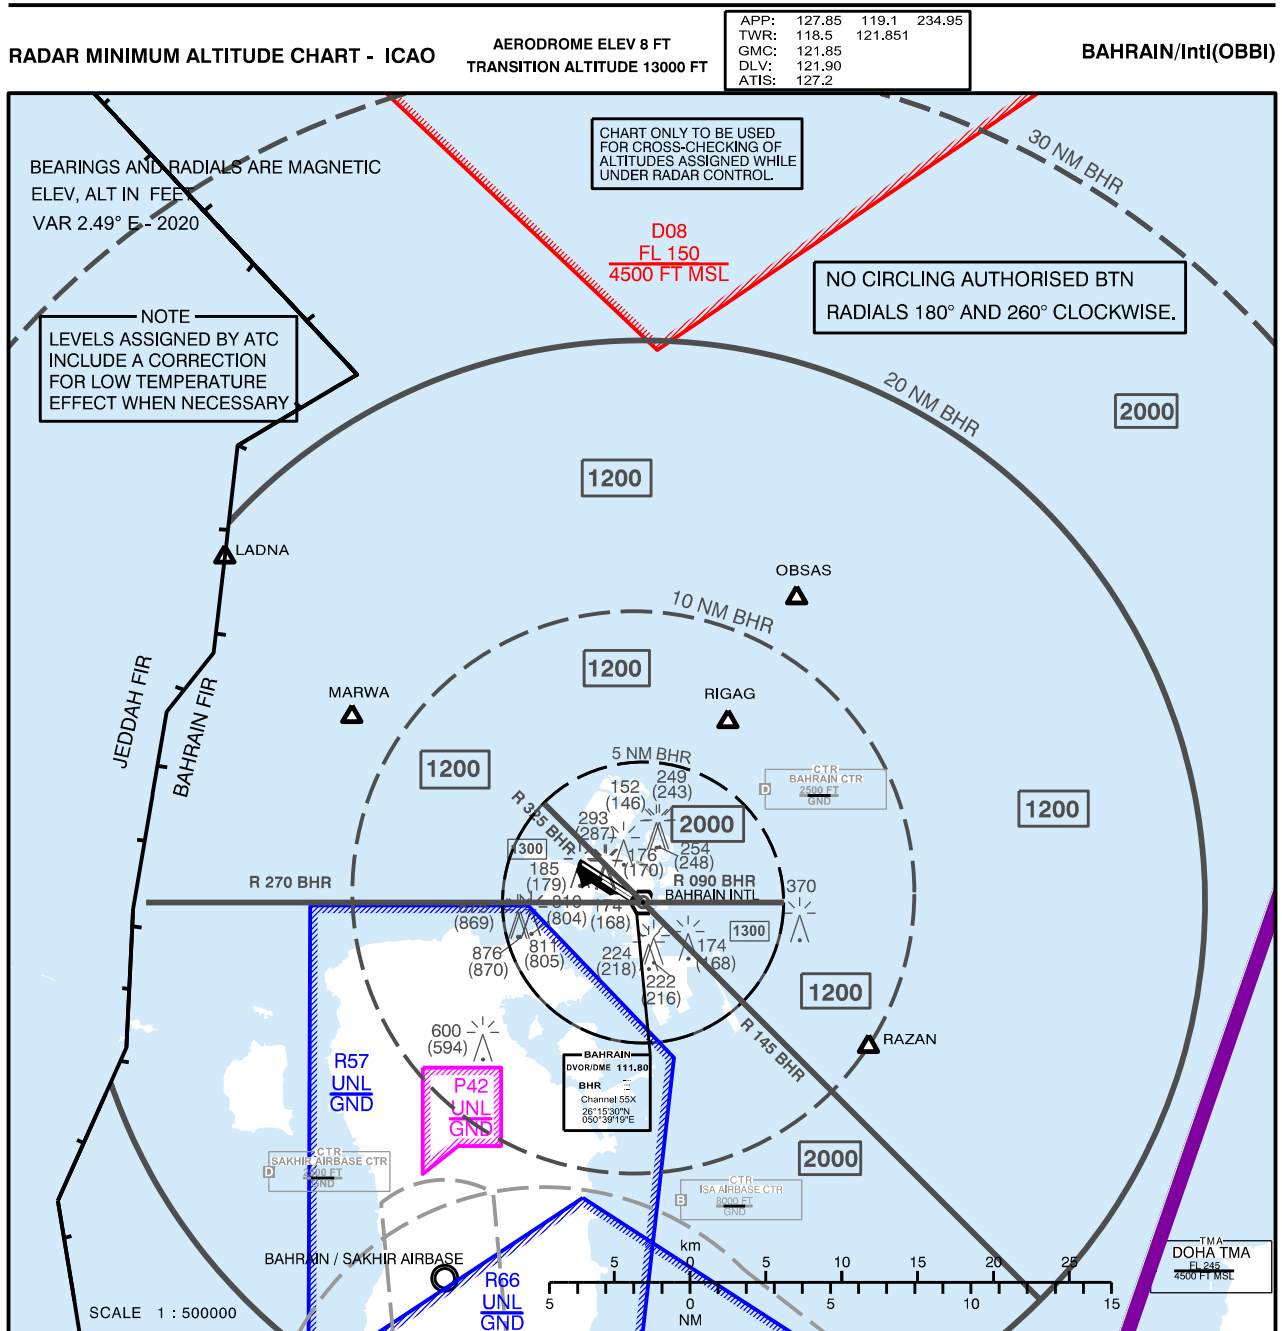 RADAR MINIMUM ALTITUDE CHART - ICAO
AERODROME ELEV 8 FT
TRANSITION ALTITUDE 13000 FT
APP: 127.85 119.1 234.95
TWR: 118.5 121.851
GMC: 121.85
DLV: 121.90
ATIS: 127.2
BAHRAIN/Intl(OBBI)
BEARINGS AND RADIALS ARE MAGNETIC
ELEV, ALT IN FEET
VAR 2.49° E - 2020
CHART ONLY TO BE USED
FOR CROSS-CHECKING OF
ALTITUDES ASSIGNED WHILE
UNDER RADAR CONTROL.
30 NM BHR
D08
FL 150
4500 FT MSL
NO CIRCLING AUTHORISED BTN
RADIALS 180° AND 260° CLOCKWISE.
NOTE
LEVELS ASSIGNED BY ATC
INCLUDE A CORRECTION
FOR LOW TEMPERATURE
EFFECT WHEN NECESSARY
20 NM BHR
2000
1200
LADNA
OBSAS
10 NM BHR
1200
MARWA
RIGAG
JEDDAH FIR
BAHRAIN FIR
1200
5 NM BHR
CTR
BAHRAIN CTR
D
2500 FT
GND
152
(146)
249
(243)
R 325 BHR
293
(287)
2000
1200
1300
176
(170)
254
(248)
185
(179)
R 270 BHR
R 090 BHR
BAHRAIN INTL
370
810
(804)
174
(168)
(869)
876
(870)
811
(805)
224
(218)
222
(216)
174
(168)
1300
1200
600
(594)
R 145 BHR
RAZAN
R57
UNL
GND
P42
UNL
GND
BAHRAIN
DVOR/DME 111.80
BHR
Channel 55X
26°15'30"N
050°39'19"E
2000
CTR
SAKHIR AIRBASE CTR
D
FT
GND
CTR
ISA AIRBASE CTR
B
8000 FT
GND
BAHRAIN / SAKHIR AIRBASE
R66
UNL
GND
km
5 0 5 10 15 20 25
5 0 5 10 15
NM
TMA
DOHA TMA
FL 245
4500 FT MSL
SCALE 1 : 500000